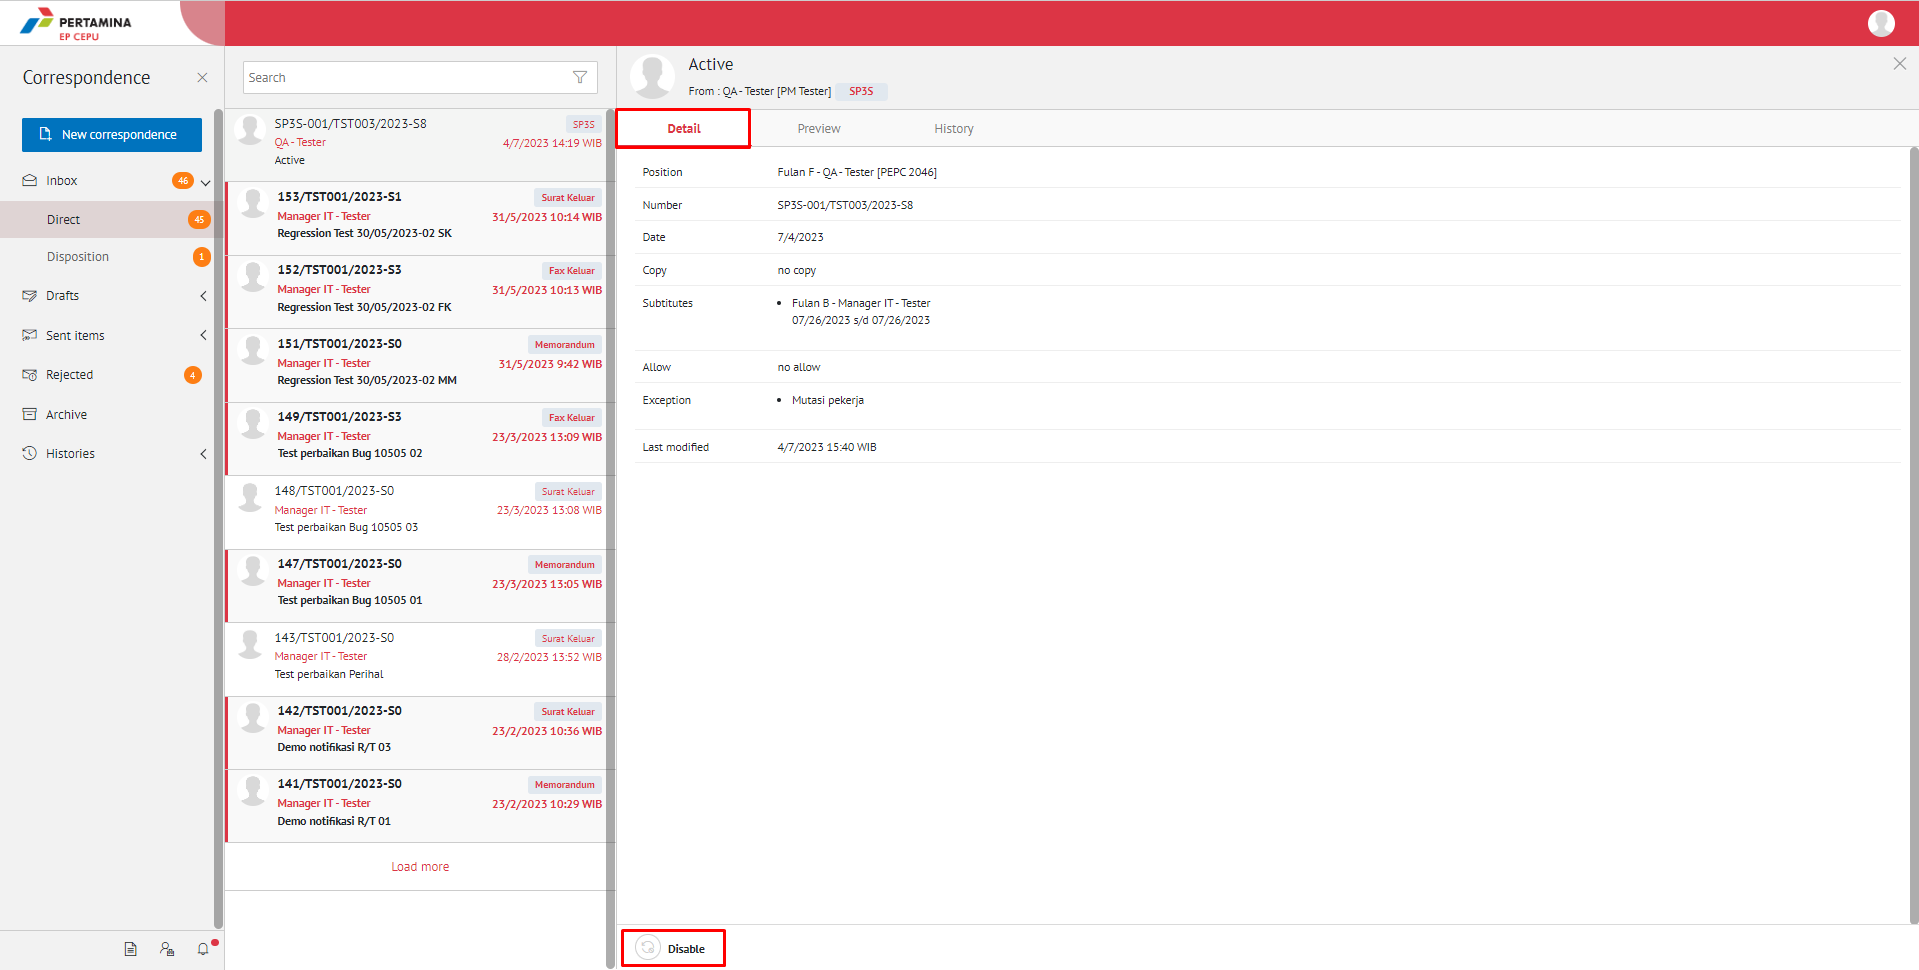 PERTAMINA
EP CEPU
Correspondence
New correspondence
Inbox 46
Direct 45
Disposition 1
Drafts
Sent items
Rejected 4
Archive
Histories
Search
SP3S-001/TST003/2023-S8 SP3S
QA - Tester 4/7/2023 14:19 WIB
Active
153/TST001/2023-S1 Surat Keluar
Manager IT - Tester 31/5/2023 10:14 WIB
Regression Test 30/05/2023-02 SK
152/TST001/2023-S3 Fax Keluar
Manager IT - Tester 31/5/2023 10:13 WIB
Regression Test 30/05/2023-02 FK
151/TST001/2023-S0 Memorandum
Manager IT - Tester 31/5/2023 9:42 WIB
Regression Test 30/05/2023-02 MM
149/TST001/2023-S3 Fax Keluar
Manager IT - Tester 23/3/2023 13:09 WIB
Test perbaikan Bug 10505 02
148/TST001/2023-S0 Surat Keluar
Manager IT - Tester 23/3/2023 13:08 WIB
Test perbaikan Bug 10505 03
147/TST001/2023-S0 Memorandum
Manager IT - Tester 23/3/2023 13:05 WIB
Test perbaikan Bug 10505 01
143/TST001/2023-S0 Surat Keluar
Manager IT - Tester 28/2/2023 13:52 WIB
Test perbaikan Perihal
142/TST001/2023-S0 Surat Keluar
Manager IT - Tester 23/2/2023 10:36 WIB
Demo notifikasi R/T 03
141/TST001/2023-S0 Memorandum
Manager IT - Tester 23/2/2023 10:29 WIB
Demo notifikasi R/T 01
Load more
Active
From : QA - Tester [PM Tester] SP3S
Detail Preview History
Position Fulan F - QA - Tester [PEPC 2046]
Number SP3S-001/TST003/2023-S8
Date 7/4/2023
Copy no copy
Subtitutes • Fulan B - Manager IT - Tester
07/26/2023 s/d 07/26/2023
Allow no allow
Exception • Mutasi pekerja
Last modified 4/7/2023 15:40 WIB
Disable